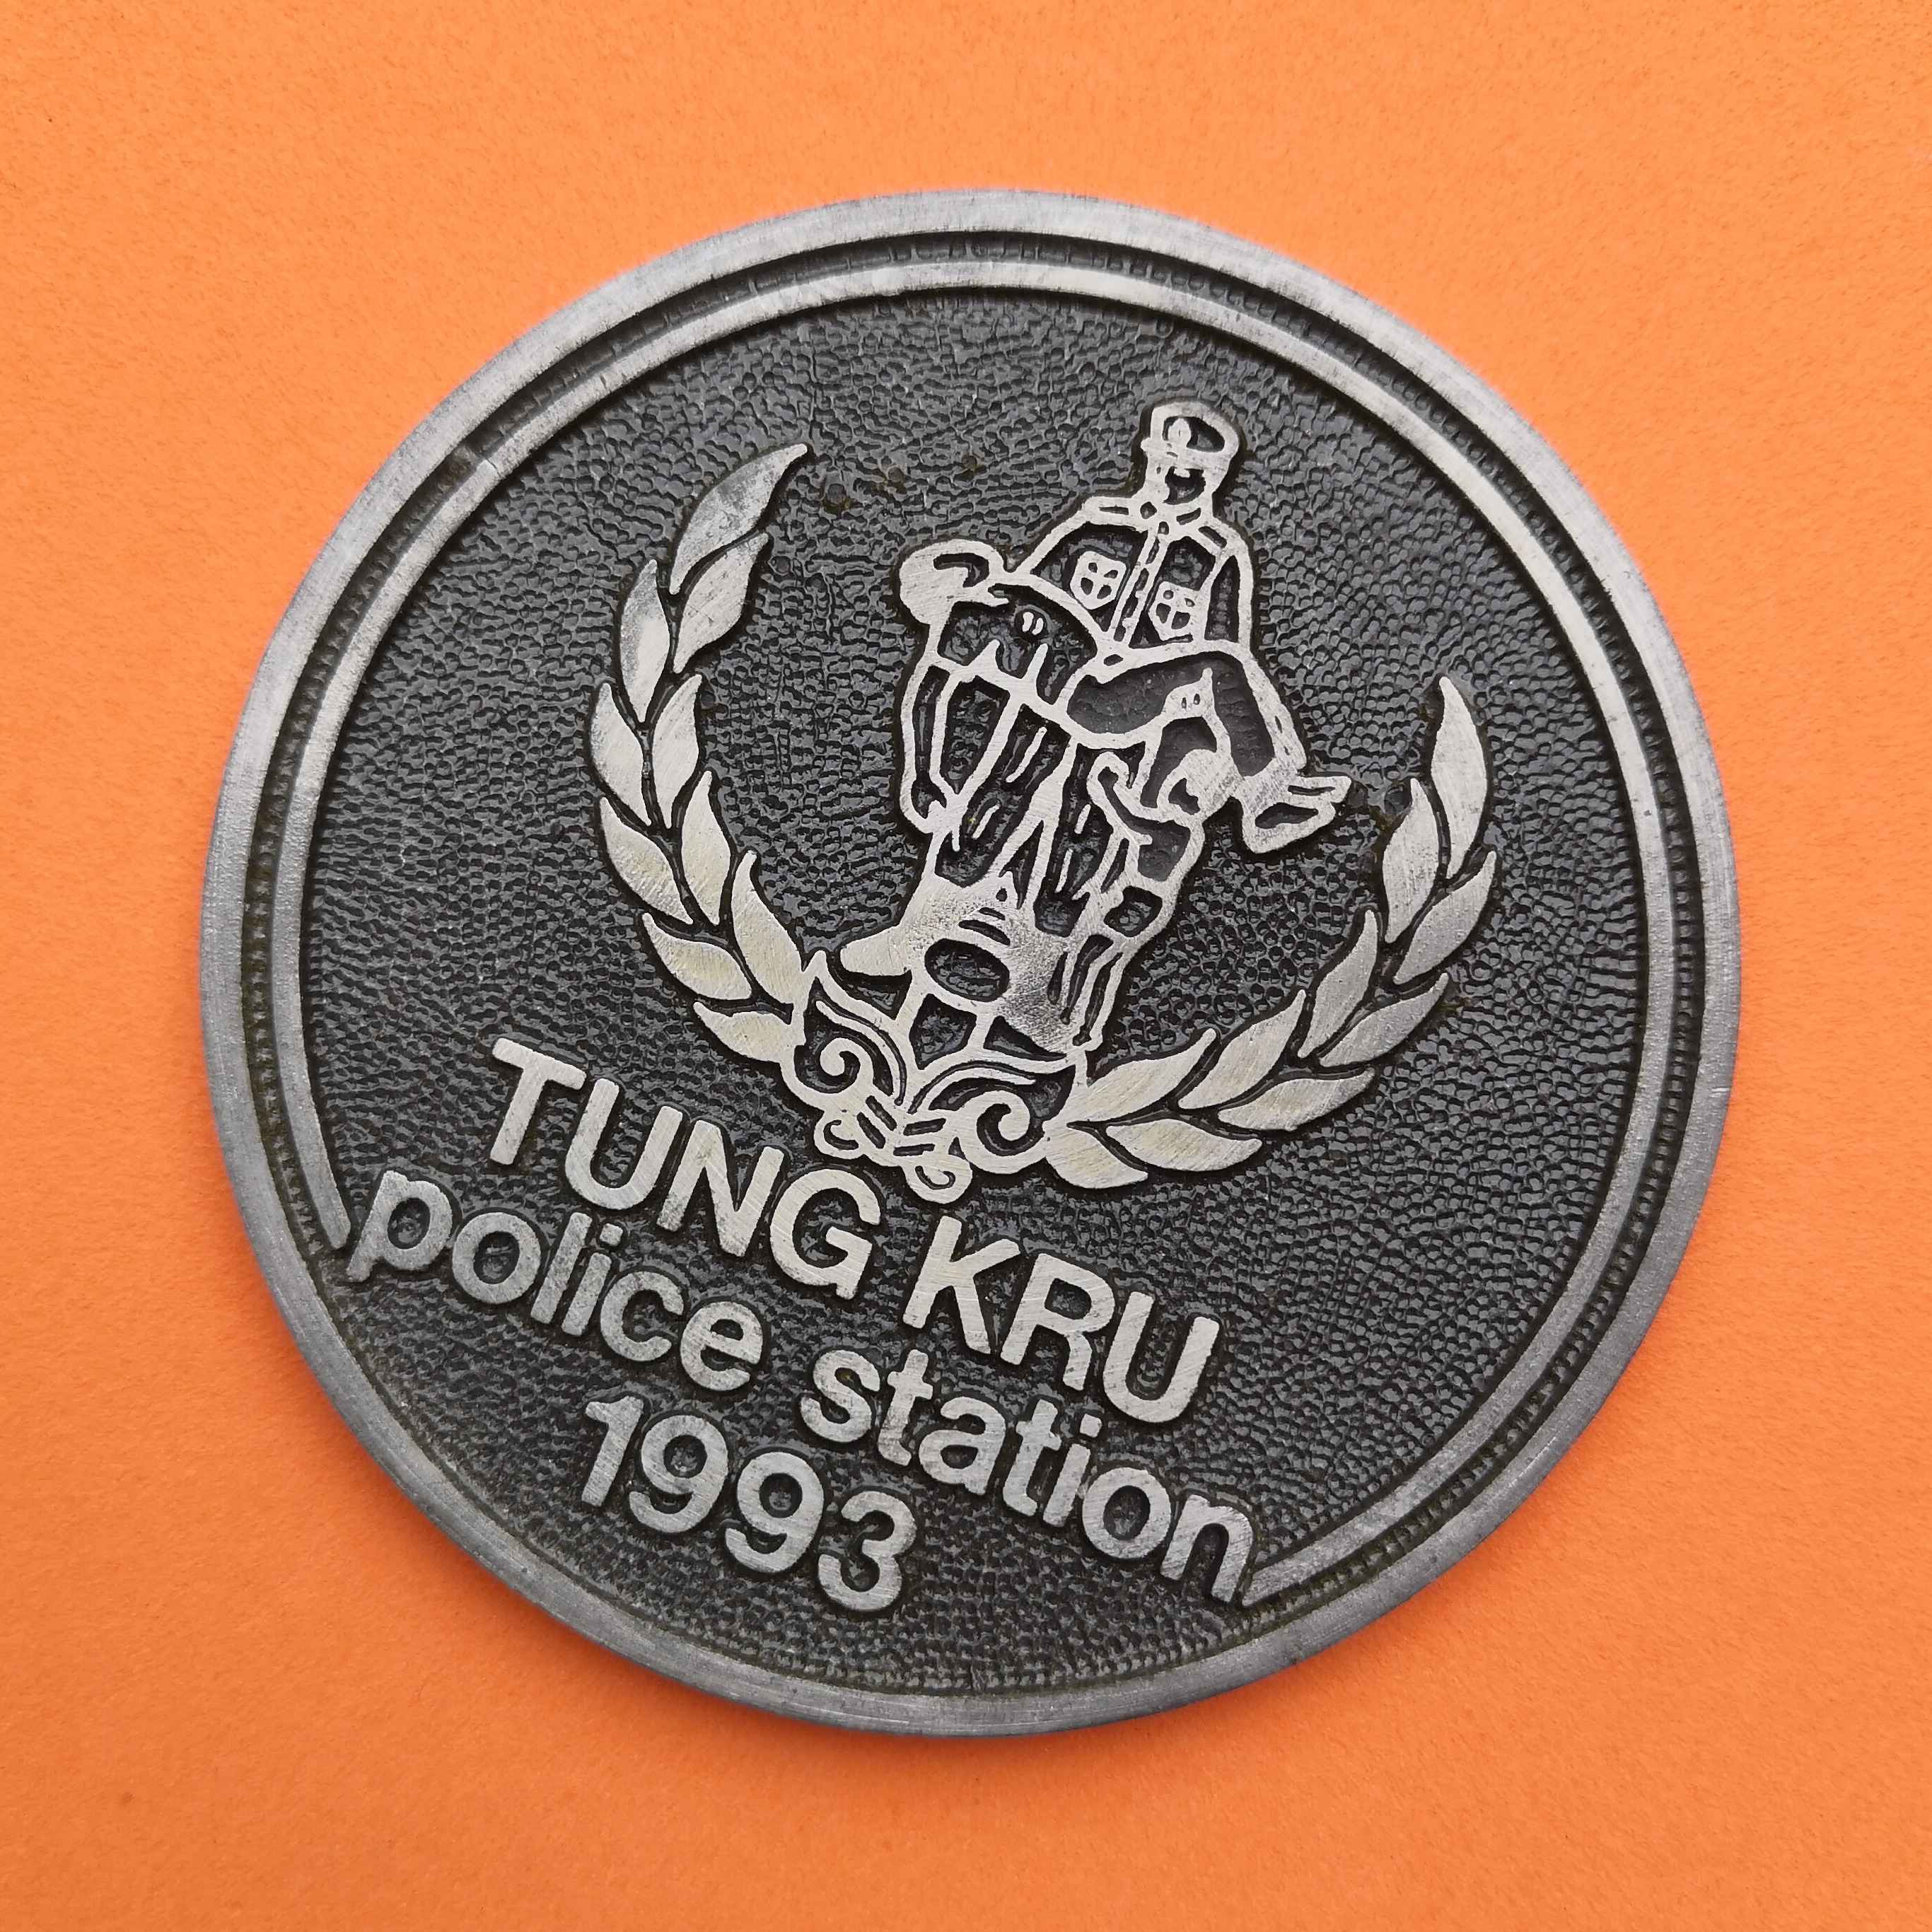 TUNG KRU
police station
1993